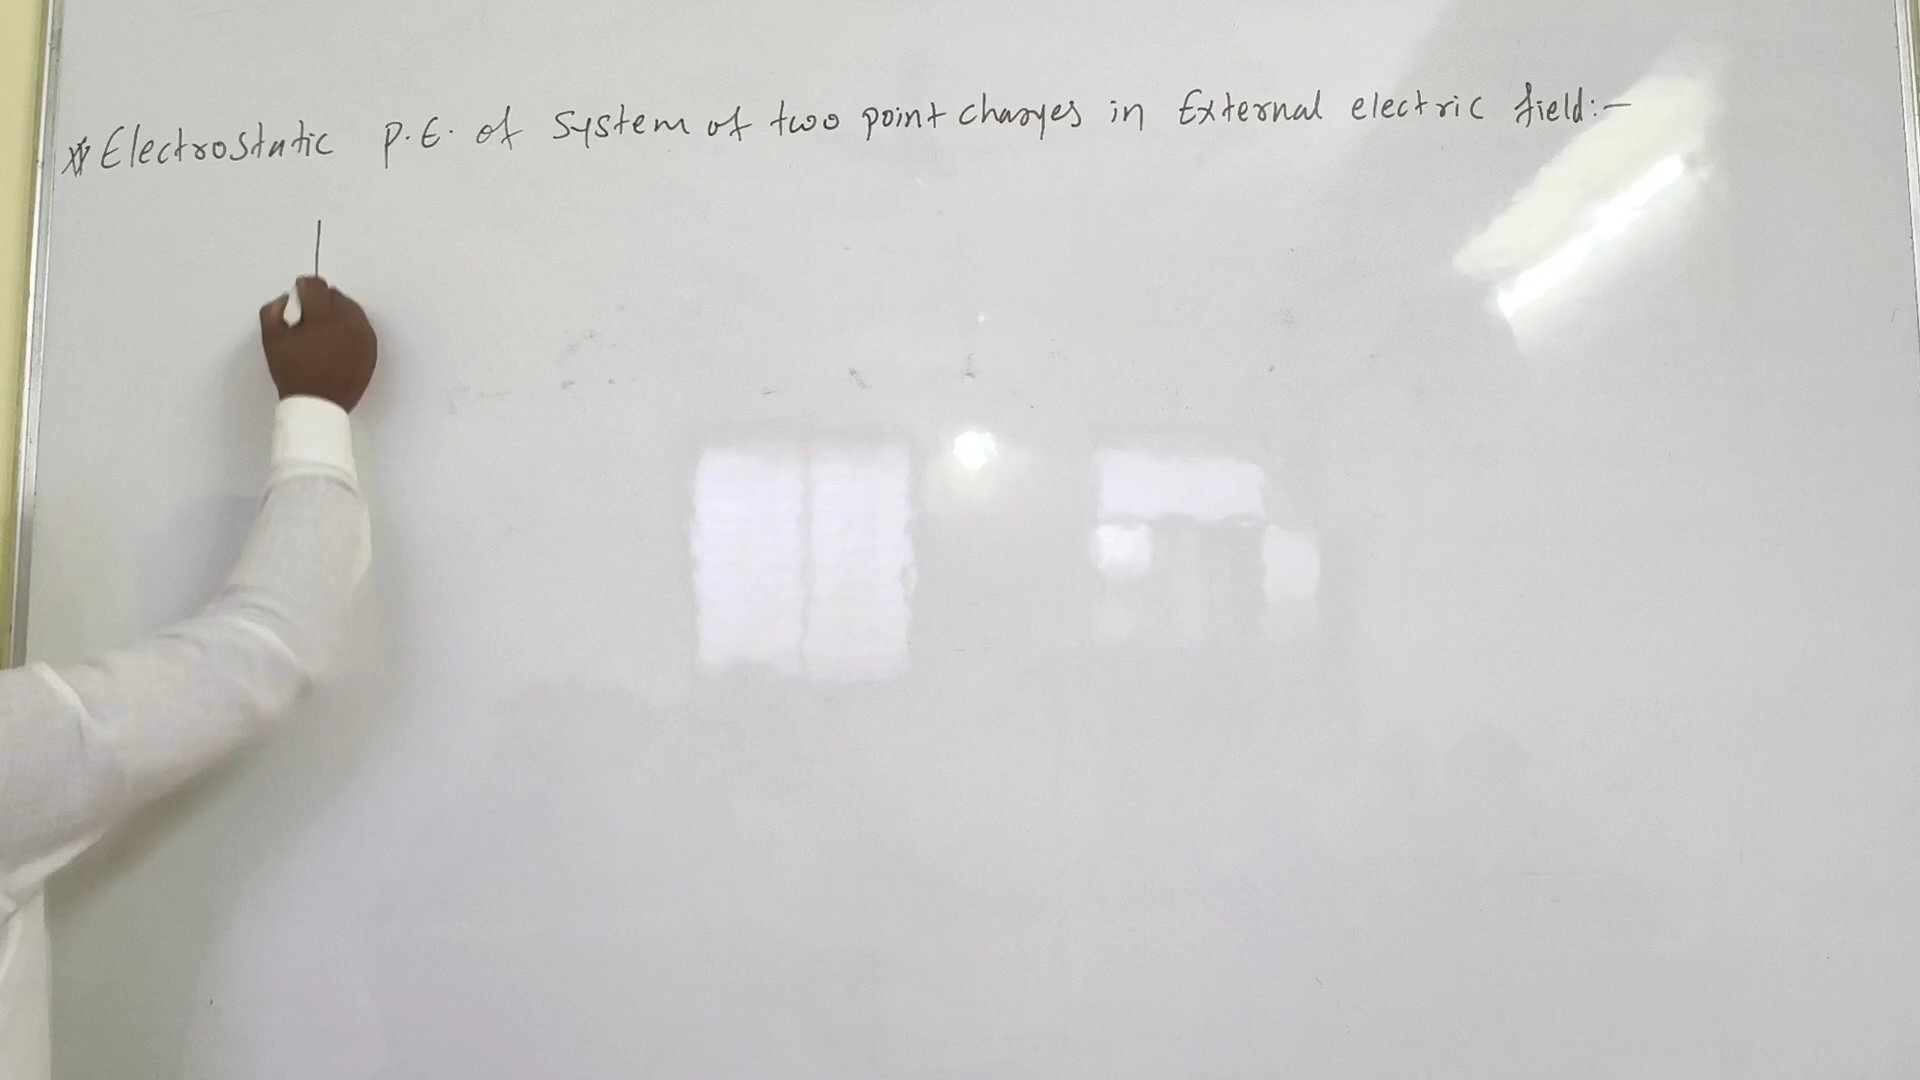 * Electrostatic P.E. of System of two point charges in External electric field:-